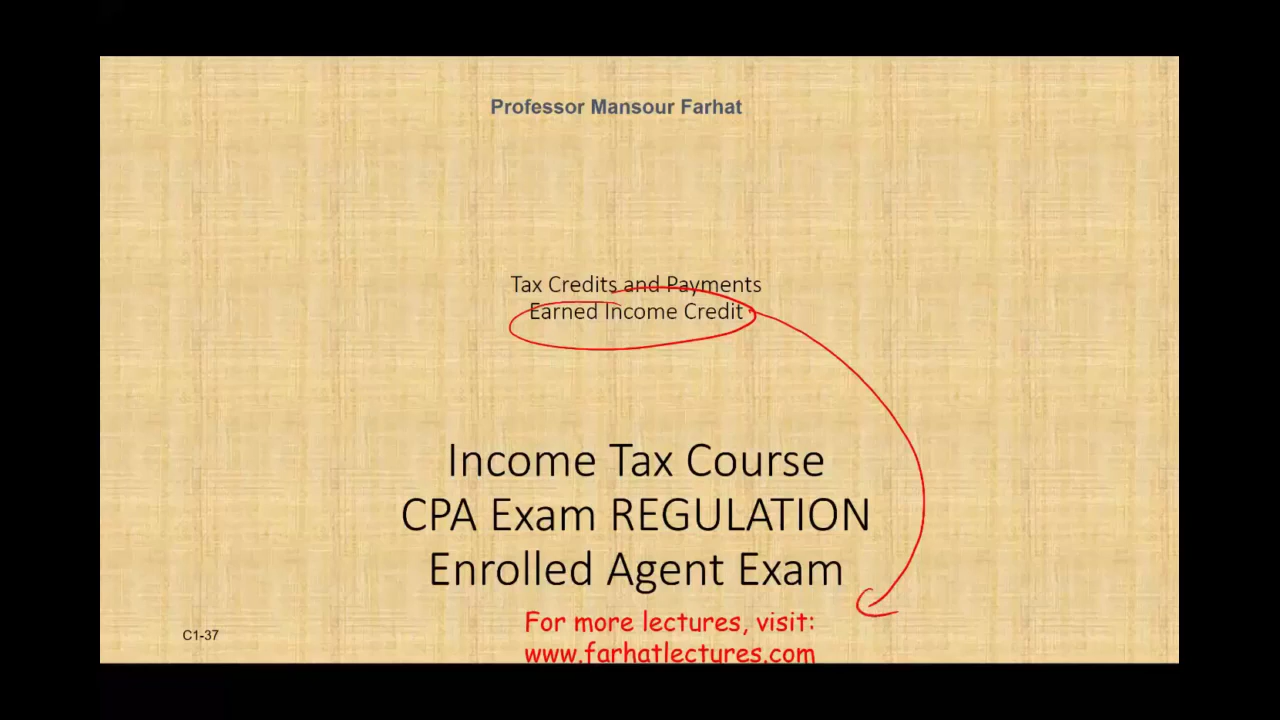 Professor Mansour Farhat
Tax Credits and Payments
Earned Income Credit
Income Tax Course
CPA Exam REGULATION
Enrolled Agent Exam
For more lectures, visit:
www.farhatlectures.com
C1-37